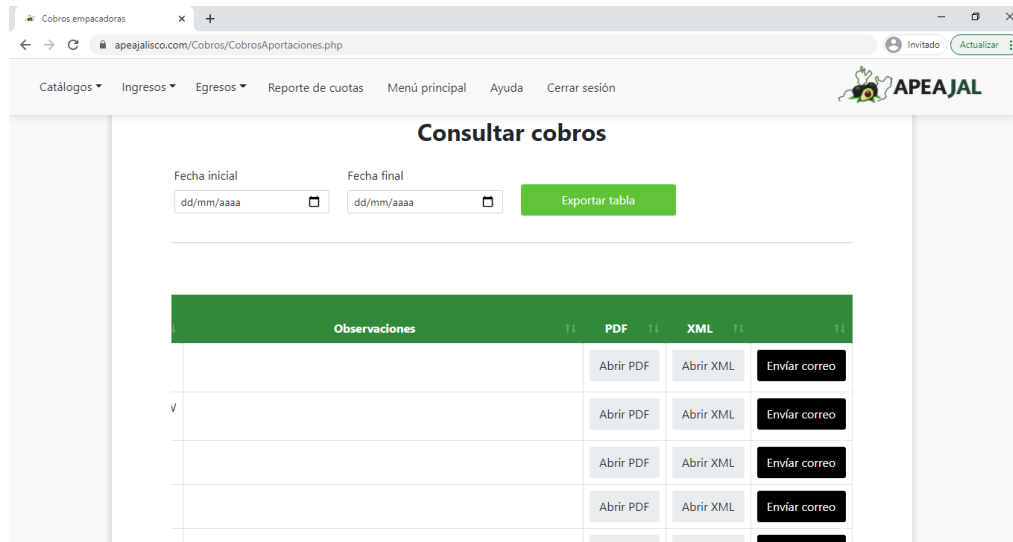 Cobros empacadoras
apeajalisco.com/Cobros/CobrosAportaciones.php
Invitado
Actualizar
Catálogos
Ingresos
Egresos
Reporte de cuotas
Menú principal
Ayuda
Cerrar sesión
APEAJAL
Consultar cobros
Fecha inicial
Fecha final
dd/mm/aaaa
dd/mm/aaaa
Exportar tabla
Observaciones
PDF
XML
Abrir PDF
Abrir XML
Envíar correo
Abrir PDF
Abrir XML
Envíar correo
Abrir PDF
Abrir XML
Envíar correo
Abrir PDF
Abrir XML
Envíar correo